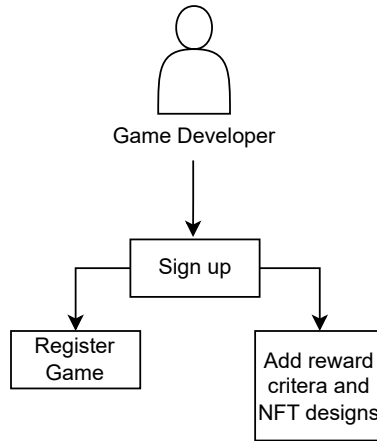 Game Developer
Sign up
Register
Game
Add reward
critera and
NFT designs